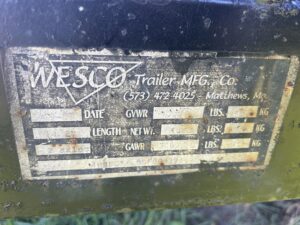 WESCO Trailer MFG., Co.
(573) 472-4025 - Matthews, Mo.
DATE GVWR LBS. KG
LENGTH NET WT. LBS. KG
GAWR LBS. KG